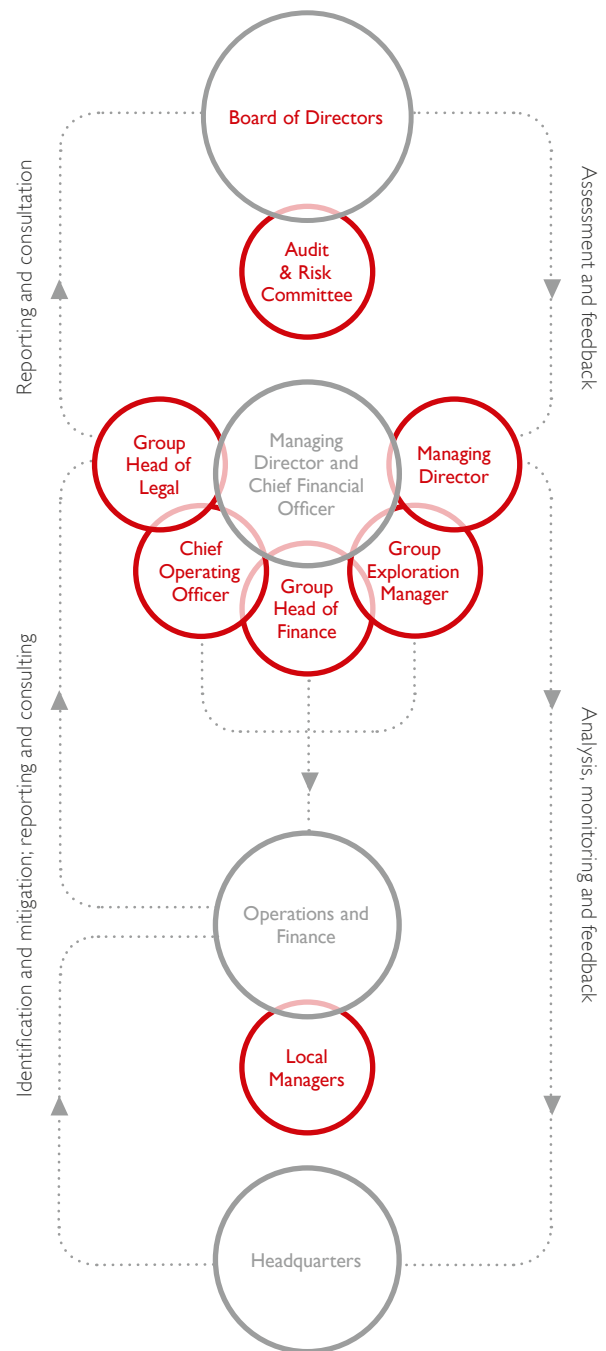 Board of Directors
Reporting and consultation
Assessment and feedback
Audit
& Risk
Committee
Group
Head of
Legal
Managing
Director and
Chief Financial
Officer
Managing
Director
Chief
Operating
Officer
Group
Head of
Finance
Group
Exploration
Manager
Identification and mitigation; reporting and consulting
Analysis, monitoring and feedback
Operations and
Finance
Local
Managers
Headquarters